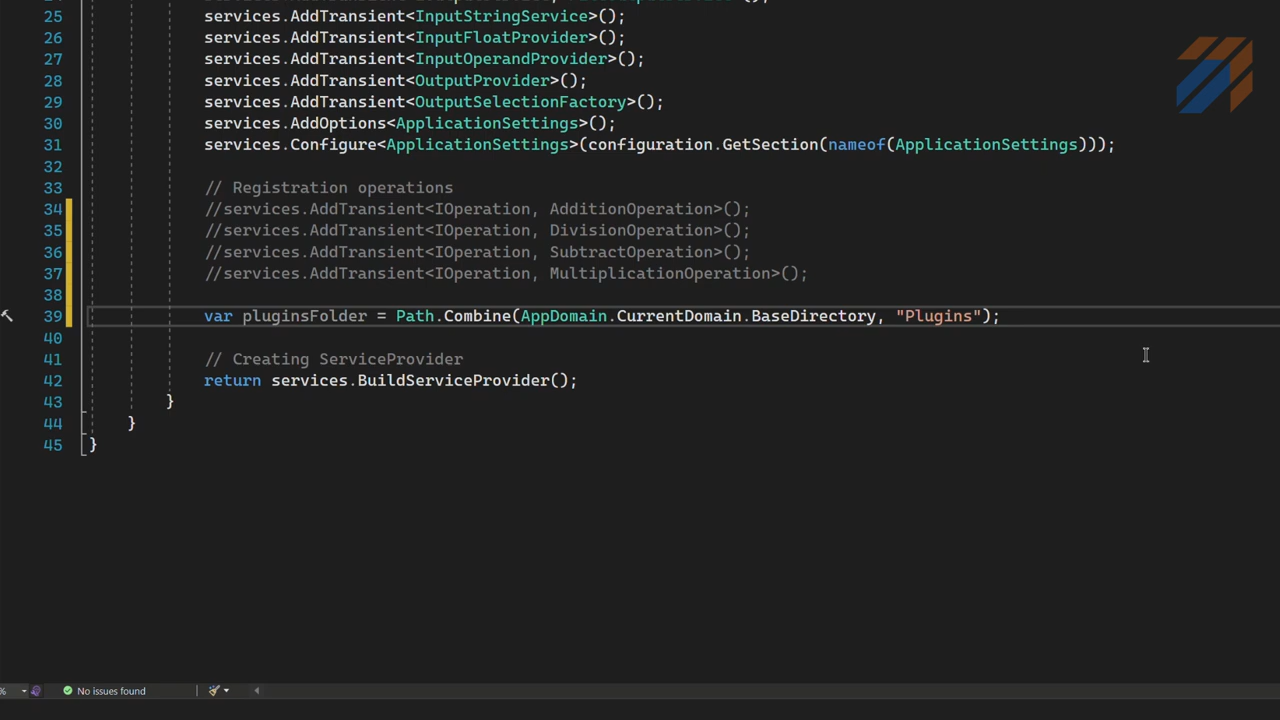 25 services.AddTransient<InputStringService>();
26 services.AddTransient<InputFloatProvider>();
27 services.AddTransient<InputOperandProvider>();
28 services.AddTransient<OutputProvider>();
29 services.AddTransient<OutputSelectionFactory>();
30 services.AddOptions<ApplicationSettings>();
31 services.Configure<ApplicationSettings>(configuration.GetSection(nameof(ApplicationSettings)));
32
33 // Registration operations
34 //services.AddTransient<IOperation, AdditionOperation>();
35 //services.AddTransient<IOperation, DivisionOperation>();
36 //services.AddTransient<IOperation, SubtractOperation>();
37 //services.AddTransient<IOperation, MultiplicationOperation>();
38
39 var pluginsFolder = Path.Combine(AppDomain.CurrentDomain.BaseDirectory, "Plugins");
40
41 // Creating ServiceProvider
42 return services.BuildServiceProvider();
43 }
44 }
45 }
% No issues found